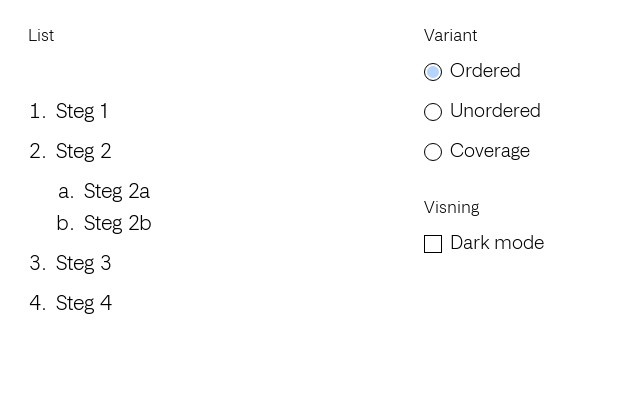 List
1. Steg 1
2. Steg 2
a. Steg 2a
b. Steg 2b
3. Steg 3
4. Steg 4
Variant
Ordered
Unordered
Coverage
Visning
Dark mode